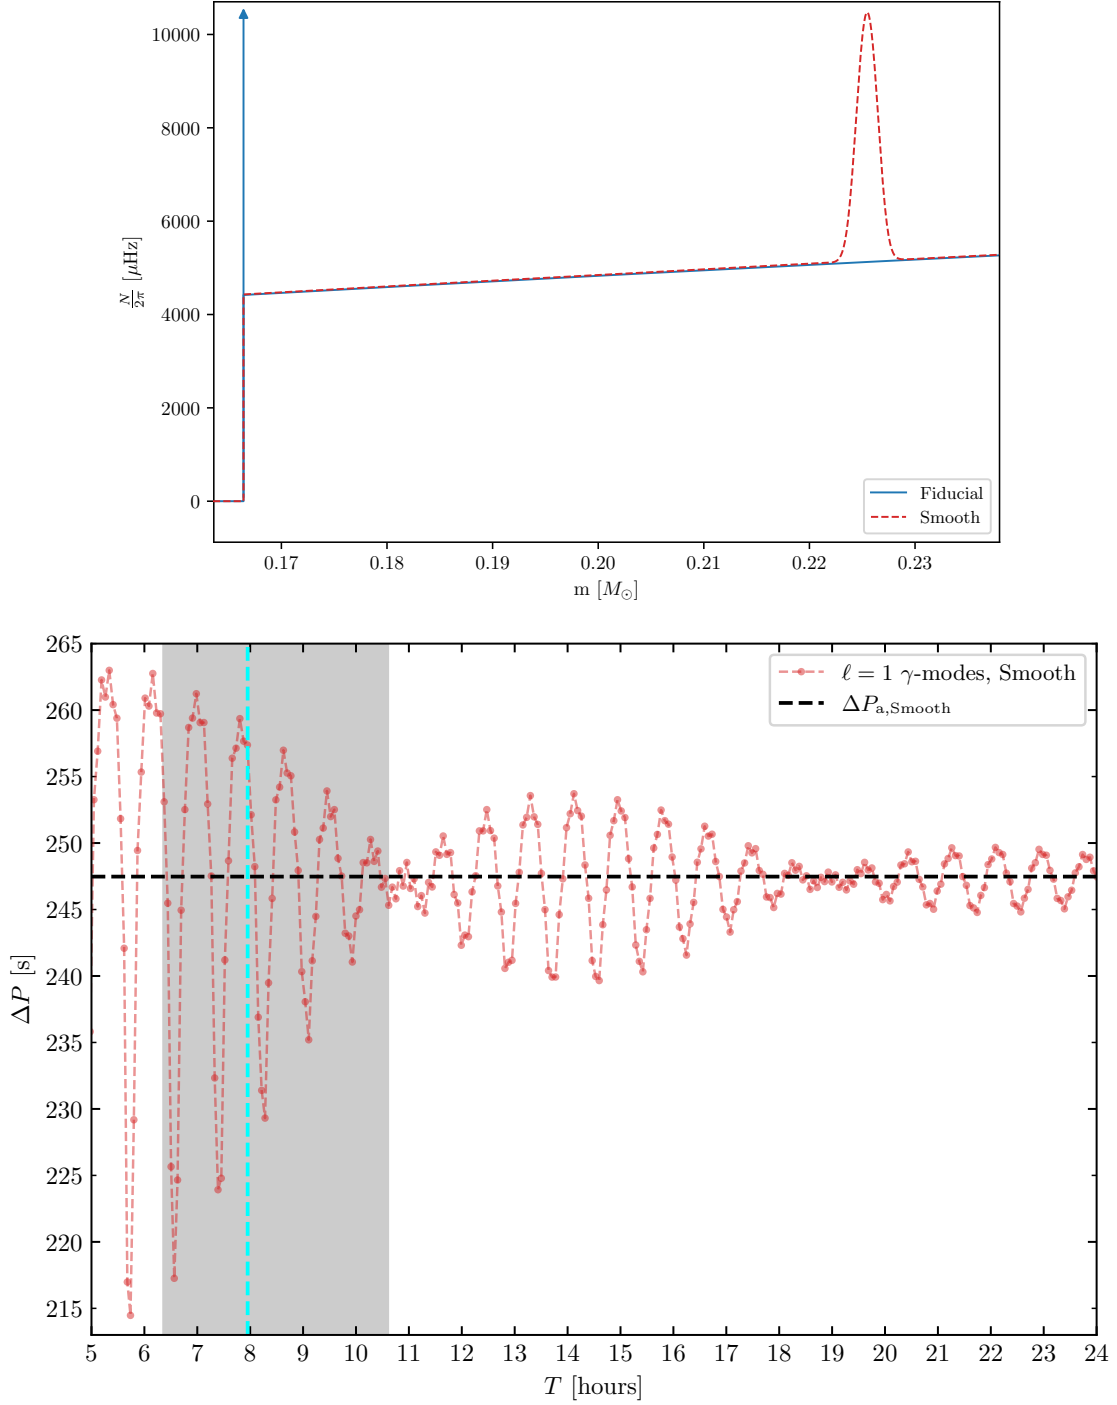 10000
8000
6000
4000
2000
0
N/2π [μHz]
Fiducial
Smooth
0.17 0.18 0.19 0.20 0.21 0.22 0.23
m [M⊙]
265
260
255
250
245
240
235
230
225
220
215
ΔP [s]
ℓ = 1 γ-modes, Smooth
ΔPa,Smooth
5 6 7 8 9 10 11 12 13 14 15 16 17 18 19 20 21 22 23 24
T [hours]